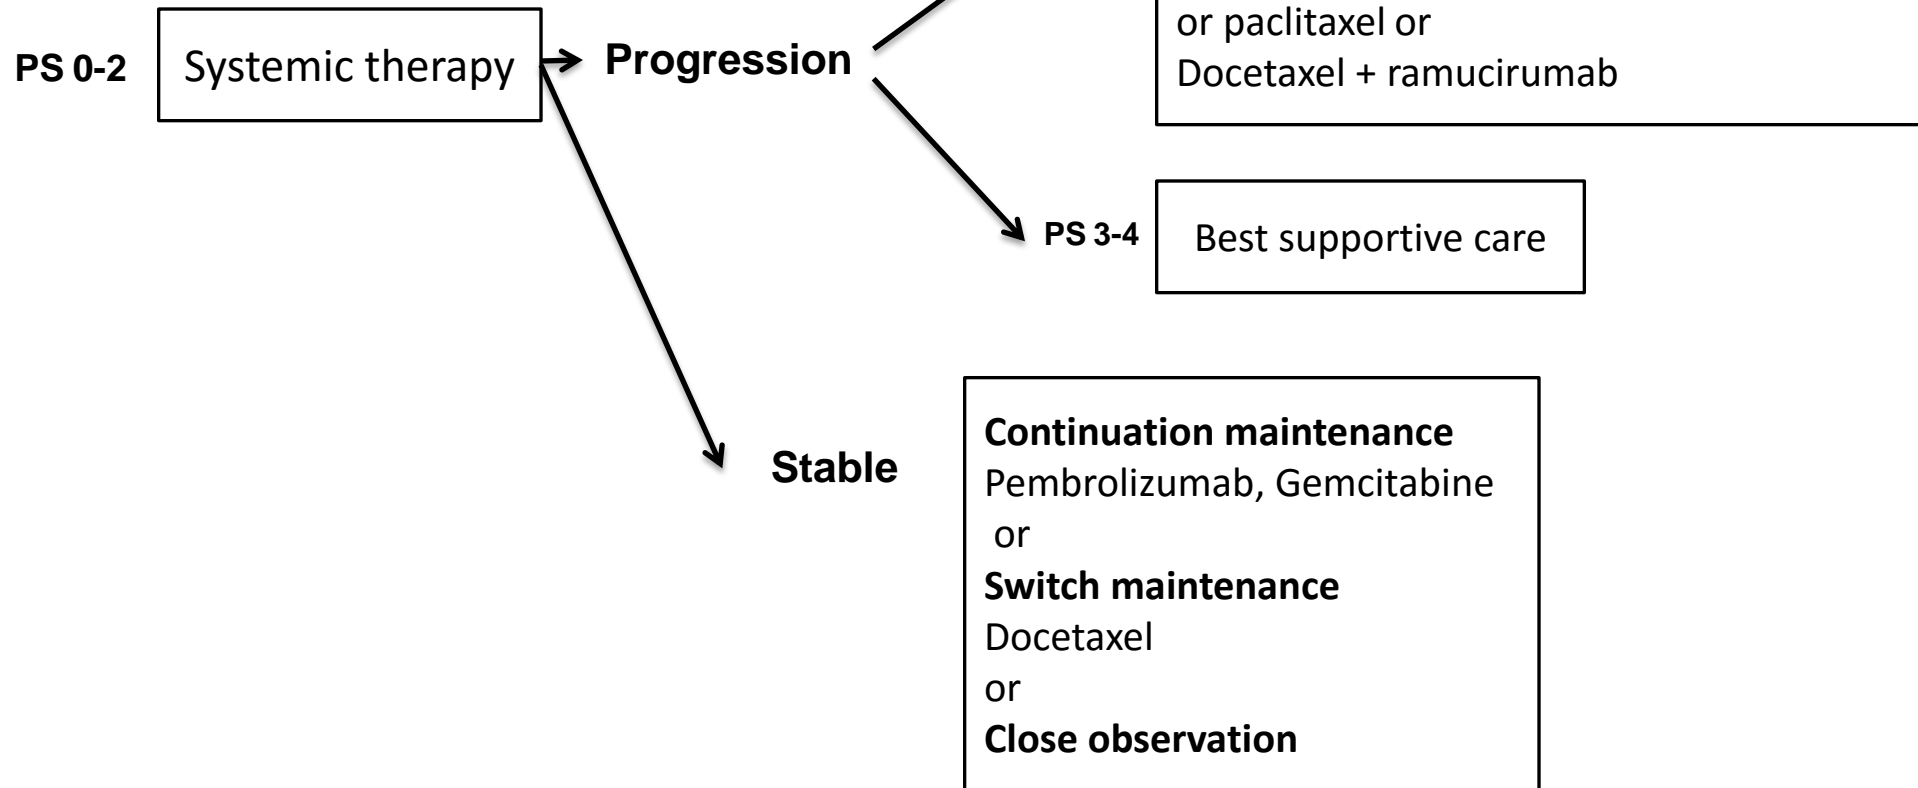 PS 0-2
Systemic therapy
Progression
or paclitaxel or
Docetaxel + ramucirumab
PS 3-4
Best supportive care
Stable
Continuation maintenance
Pembrolizumab, Gemcitabine
or
Switch maintenance
Docetaxel
or
Close observation